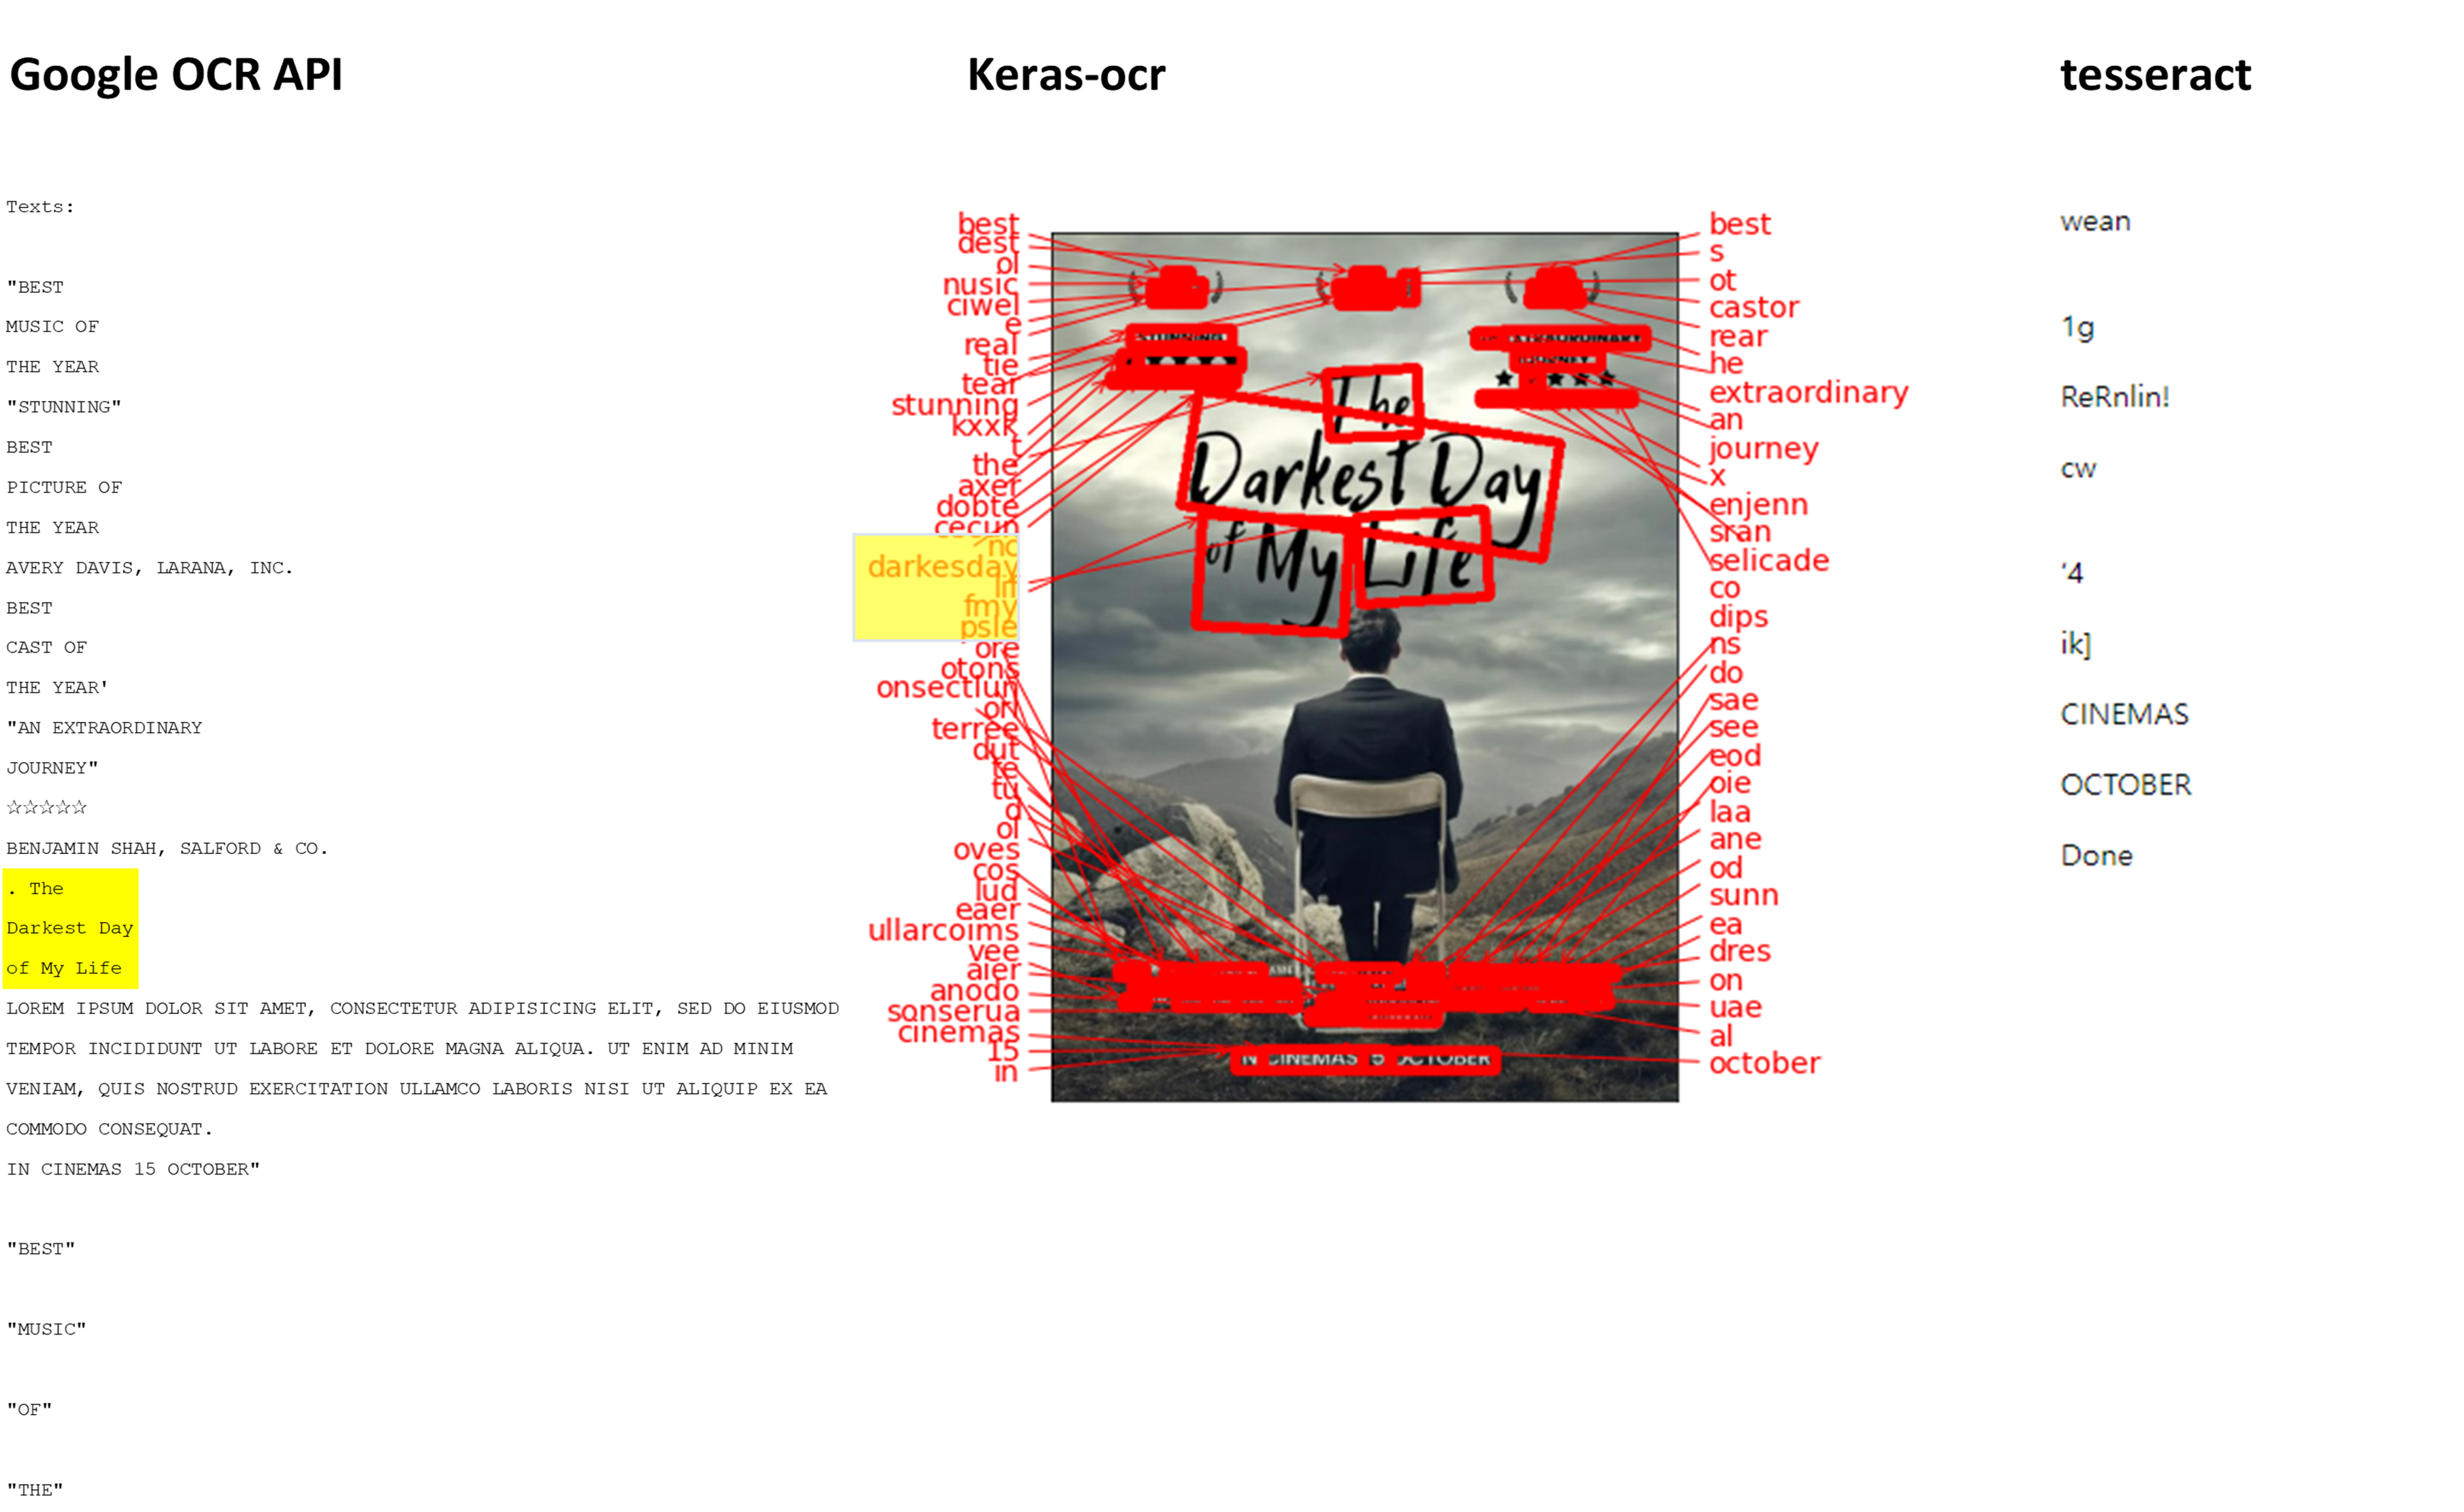 Google OCR API
Keras-ocr
tesseract
Texts:
"BEST
MUSIC OF
THE YEAR
"STUNNING"
BEST
PICTURE OF
THE YEAR
AVERY DAVIS, LARANA, INC.
BEST
CAST OF
THE YEAR'
"AN EXTRAORDINARY
JOURNEY"
☆☆☆☆☆
BENJAMIN SHAH, SALFORD & CO.
. The
Darkest Day
of My Life
LOREM IPSUM DOLOR SIT AMET, CONSECTETUR ADIPISICING ELIT, SED DO EIUSMOD
TEMPOR INCIDIDUNT UT LABORE ET DOLORE MAGNA ALIQUA. UT ENIM AD MINIM
VENIAM, QUIS NOSTRUD EXERCITATION ULLAMCO LABORIS NISI UT ALIQUIP EX EA
COMMODO CONSEQUAT.
IN CINEMAS 15 OCTOBER"
"BEST"
"MUSIC"
"OF"
"THE"
best
dest
ol
nusic
ciwel
e
real
tie
tear
stunning
kxxk
t
the
axer
dobte
cecun
nc
darkesday
fmy
psle
ore
otons
onsectiun
terree
dut
te
tu
d
ol
oves
cos
lud
eaer
ullarcoims
vee
aier
anodo
sonserua
cinemas
15
in
The
Darkest Day
of My Life
CINEMAS
OCTOBER
best
s
ot
castor
rear
he
extraordinary
an
journey
x
enjenn
sran
selicade
co
dips
ns
do
sae
see
eod
oie
laa
ane
od
sunn
ea
dres
on
uae
al
october
wean
1g
ReRnlin!
cw
‘4
ik]
CINEMAS
OCTOBER
Done